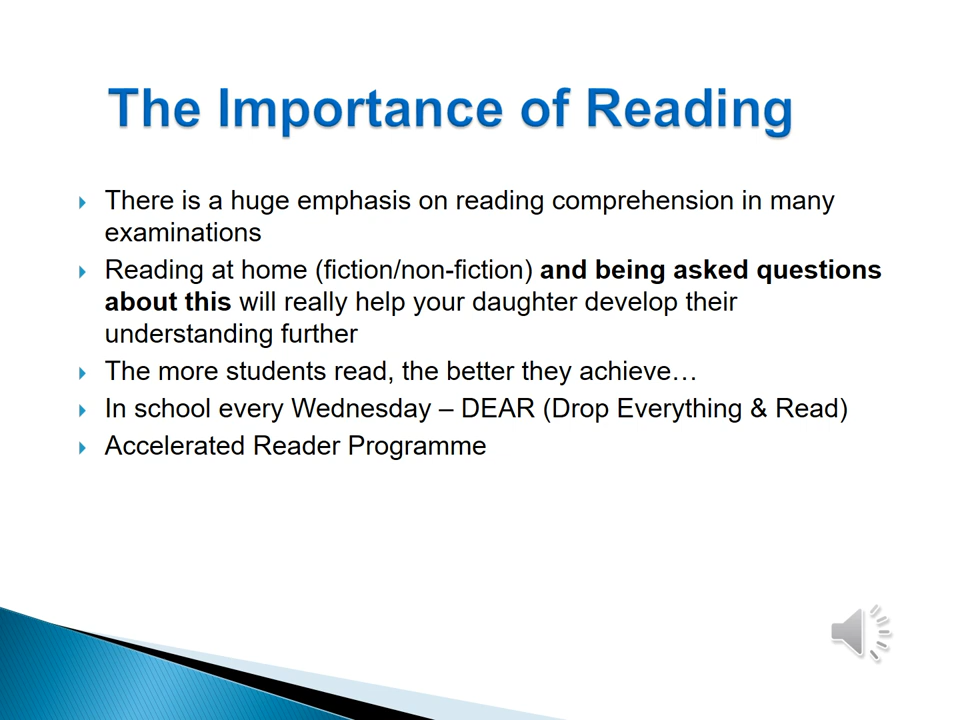 The Importance of Reading
There is a huge emphasis on reading comprehension in many
examinations
Reading at home (fiction/non-fiction) and being asked questions
about this will really help your daughter develop their
understanding further
The more students read, the better they achieve…
In school every Wednesday – DEAR (Drop Everything & Read)
Accelerated Reader Programme